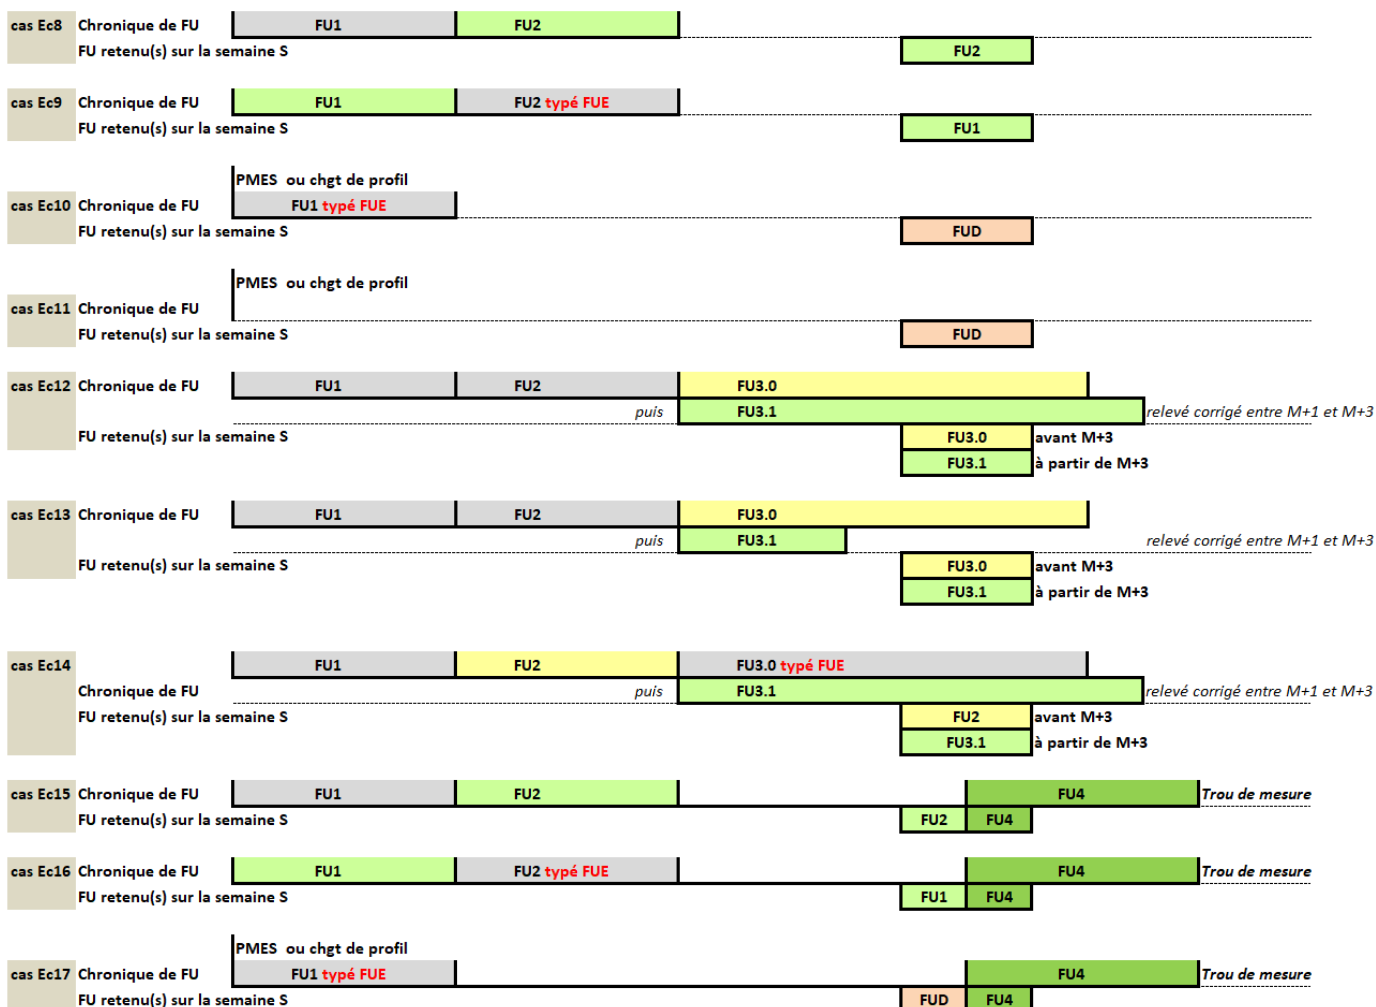 cas Ec8 Chronique de FU FU1 FU2
FU retenu(s) sur la semaine S FU2
cas Ec9 Chronique de FU FU1 FU2 typé FUE
FU retenu(s) sur la semaine S FU1
PMES ou chgt de profil
cas Ec10 Chronique de FU FU1 typé FUE
FU retenu(s) sur la semaine S FUD
PMES ou chgt de profil
cas Ec11 Chronique de FU
FU retenu(s) sur la semaine S FUD
cas Ec12 Chronique de FU FU1 FU2 FU3.0
puis FU3.1 relevé corrigé entre M+1 et M+3
FU retenu(s) sur la semaine S FU3.0 avant M+3
FU3.1 à partir de M+3
cas Ec13 Chronique de FU FU1 FU2 FU3.0
puis FU3.1 relevé corrigé entre M+1 et M+3
FU retenu(s) sur la semaine S FU3.0 avant M+3
FU3.1 à partir de M+3
cas Ec14 FU1 FU2 FU3.0 typé FUE
Chronique de FU puis FU3.1 relevé corrigé entre M+1 et M+3
FU retenu(s) sur la semaine S FU2 avant M+3
FU3.1 à partir de M+3
cas Ec15 Chronique de FU FU1 FU2 FU4 Trou de mesure
FU retenu(s) sur la semaine S FU2 FU4
cas Ec16 Chronique de FU FU1 FU2 typé FUE FU4 Trou de mesure
FU retenu(s) sur la semaine S FU1 FU4
PMES ou chgt de profil
cas Ec17 Chronique de FU FU1 typé FUE FU4 Trou de mesure
FU retenu(s) sur la semaine S FUD FU4